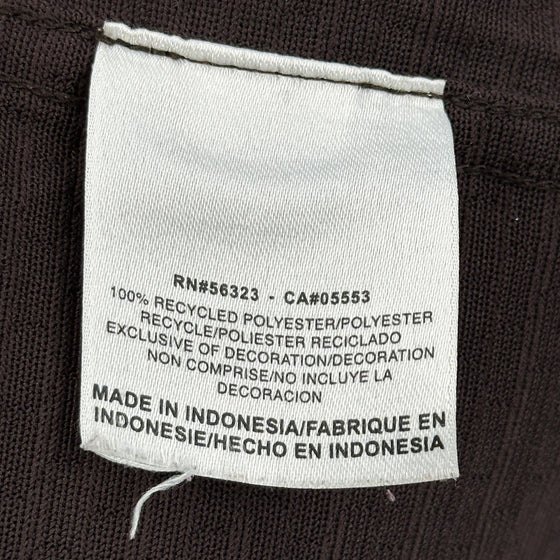 RN#56323 - CA#05553
100% RECYCLED POLYESTER/POLYESTER
RECYCLE/POLIESTER RECICLADO
EXCLUSIVE OF DECORATION/DECORATION
NON COMPRISE/NO INCLUYE LA
DECORACION
MADE IN INDONESIA/FABRIQUE EN
INDONESIE/HECHO EN INDONESIA